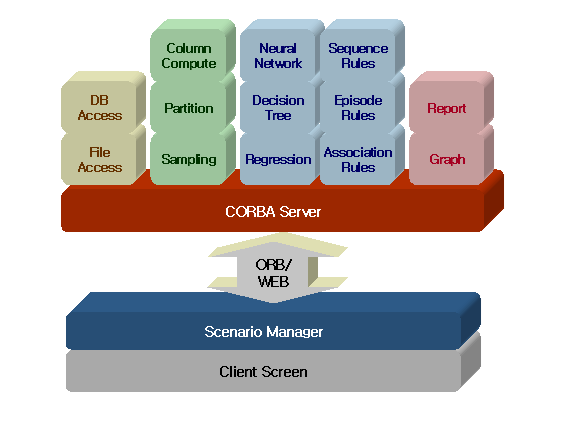 Column
Compute
Neural
Network
Sequence
Rules
DB
Access
Partition
Decision
Tree
Episode
Rules
Report
File
Access
Sampling
Regression
Association
Rules
Graph
CORBA Server
ORB/
WEB
Scenario Manager
Client Screen